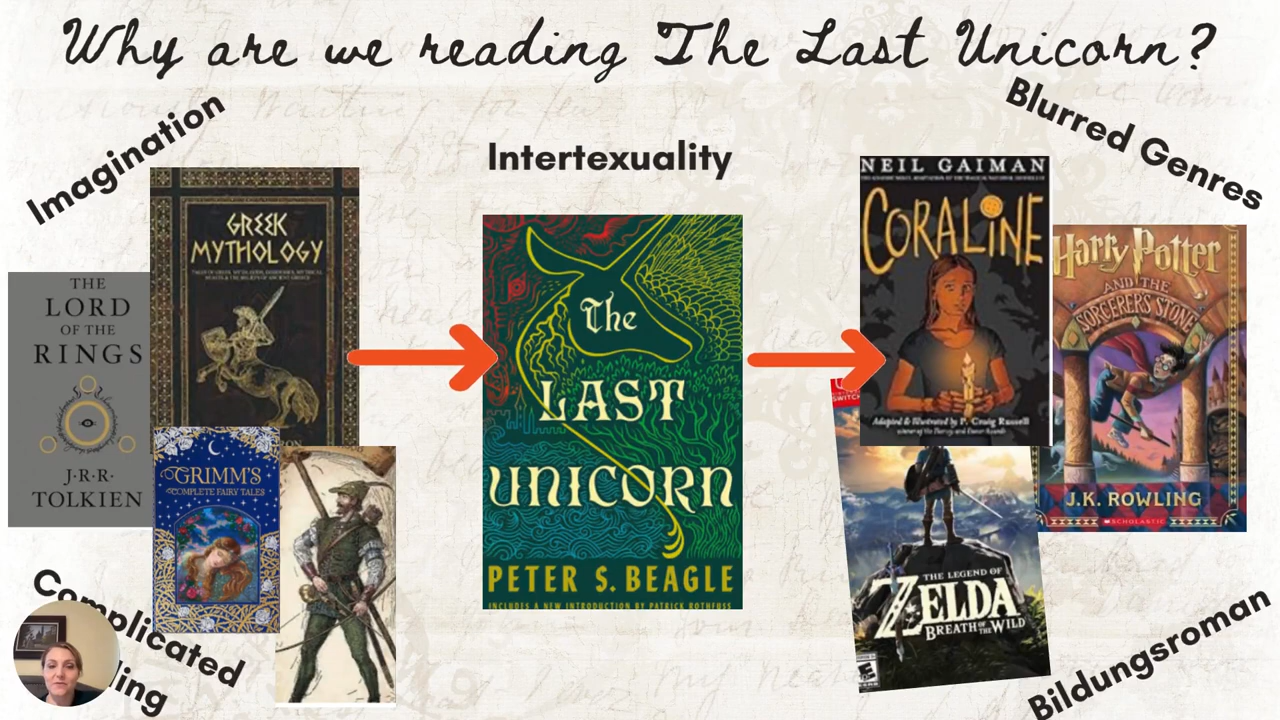 Why are we reading The Last Unicorn?
Imagination
Intertexuality
Blurred Genres
THE
LORD
OF THE
RINGS
J·R·R·
TOLKIEN
GREEK
MYTHOLOGY
GRIMM'S
COMPLETE FAIRY TALES
The
LAST
UNICORN
PETER S. BEAGLE
INCLUDES A NEW INTRODUCTION BY PATRICK ROTHFUSS
NEIL GAIMAN
CORALINE
Adapted & Illustrated by P. Craig Russell
Harry Potter
AND THE
SORCERER'S STONE
J.K. ROWLING
SCHOLASTIC
SWITCH
THE LEGEND OF
ZELDA
BREATH OF THE WILD
E
Complicated
ling
Bildungsroman